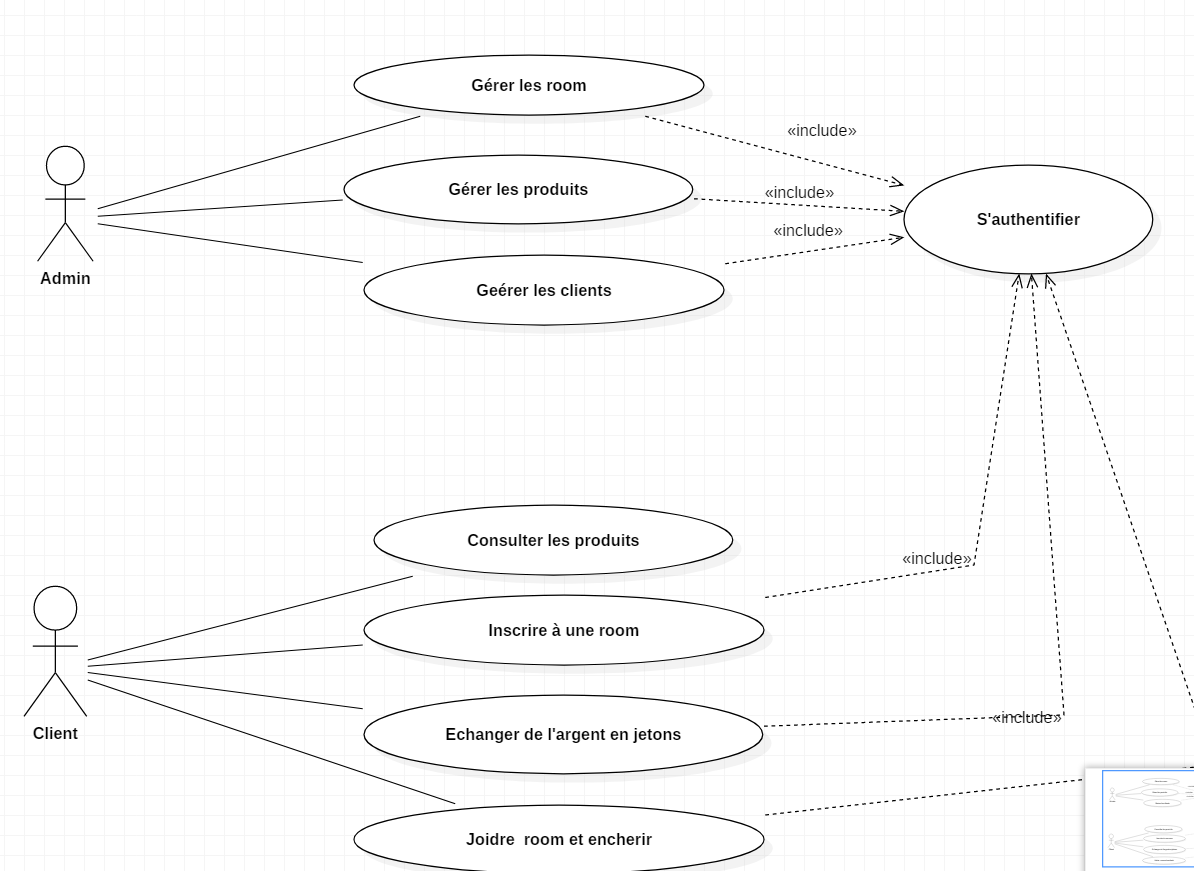 Gérer les room
«include»
Gérer les produits
«include»
S'authentifier
«include»
Admin
Geérer les clients
Consulter les produits
«include»
Inscrire à une room
Client
«include»
Echanger de l'argent en jetons
Joidre  room et encherir